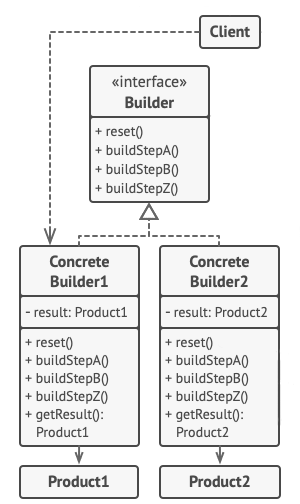 Client
«interface»
Builder
+ reset()
+ buildStepA()
+ buildStepB()
+ buildStepZ()
Concrete
Builder1
- result: Product1
+ reset()
+ buildStepA()
+ buildStepB()
+ buildStepZ()
+ getResult():
Product1
Product1
Concrete
Builder2
- result: Product2
+ reset()
+ buildStepA()
+ buildStepB()
+ buildStepZ()
+ getResult():
Product2
Product2